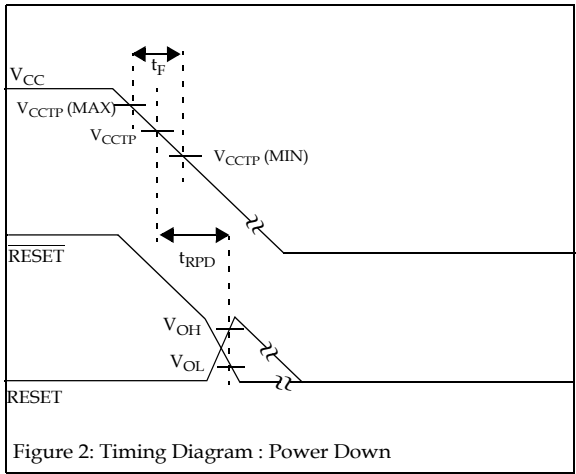 t_F
V_CC
V_CCTP (MAX)
V_CCTP
V_CCTP (MIN)
RESET
t_RPD
V_OH
V_OL
RESET
Figure 2: Timing Diagram : Power Down